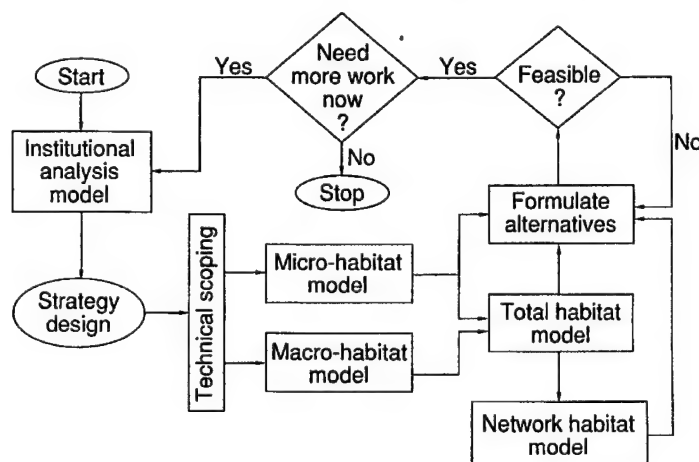 Start
Yes
Need
more work
now
?
Yes
Feasible
?
No
No
Institutional
analysis
model
Stop
Formulate
alternatives
Strategy
design
Technical scoping
Micro-habitat
model
Macro-habitat
model
Total habitat
model
Network habitat
model